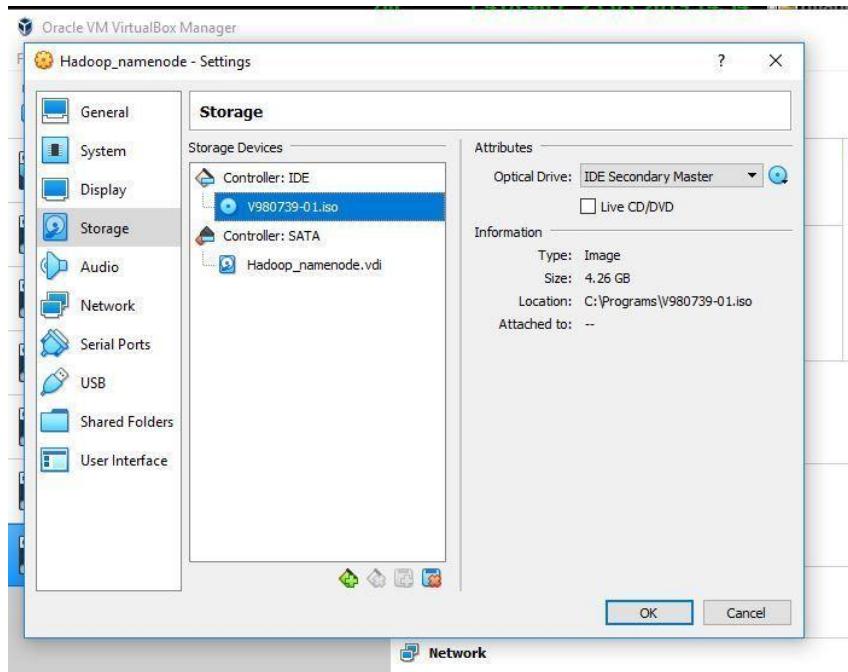 Oracle VM VirtualBox Manager
Hadoop_namenode - Settings
?
General
System
Display
Storage
Audio
Network
Serial Ports
USB
Shared Folders
User Interface
Storage
Storage Devices
Controller: IDE
V980739-01.iso
Controller: SATA
Hadoop_namenode.vdi
Attributes
Optical Drive: IDE Secondary Master
Live CD/DVD
Information
Type: Image
Size: 4.26 GB
Location: C:\Programs\V980739-01.iso
Attached to: --
OK Cancel
Network